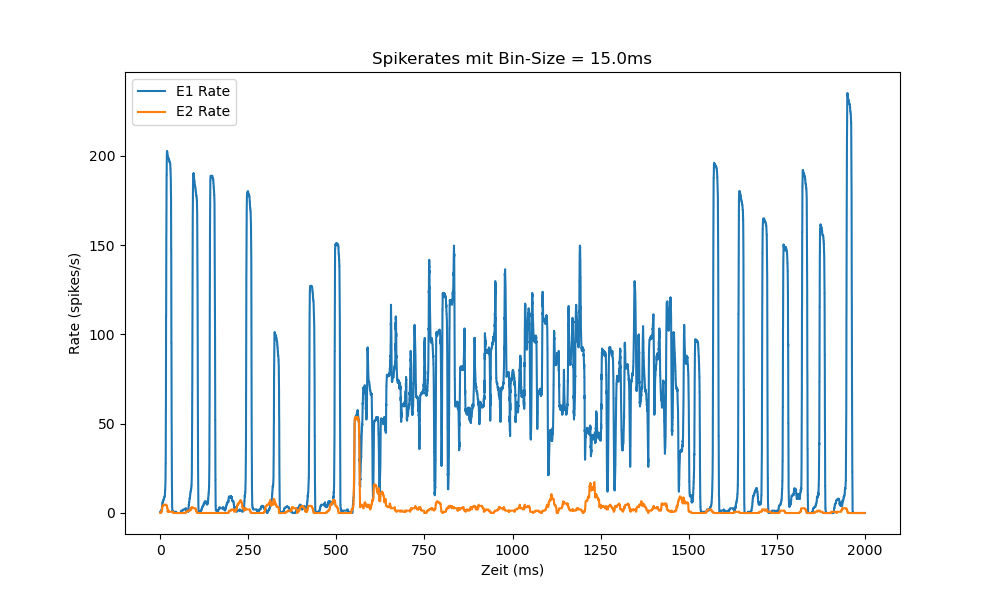 Spikerates mit Bin-Size = 15.0ms
E1 Rate
E2 Rate
Rate (spikes/s)
200
150
100
50
0
0 250 500 750 1000 1250 1500 1750 2000
Zeit (ms)